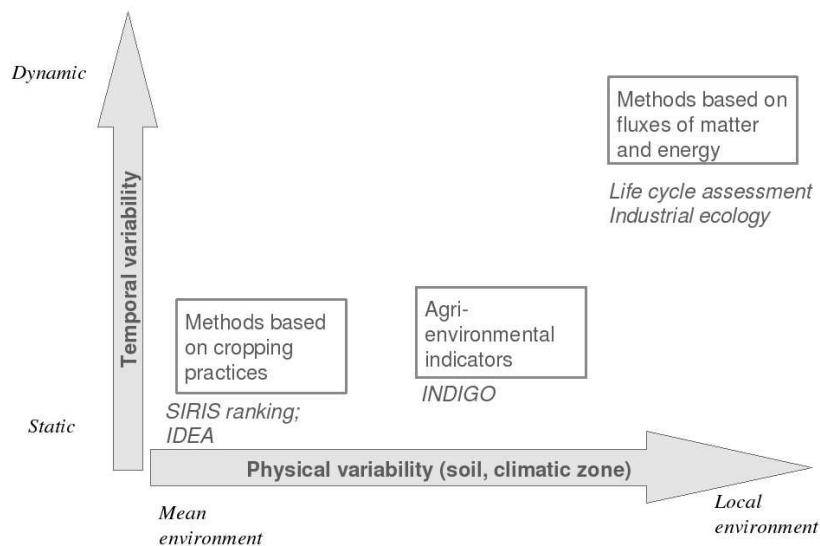 Dynamic
Methods based on
fluxes of matter
and energy
Life cycle assessment
Industrial ecology
Temporal variability
Methods based
on cropping
practices
SIRIS ranking;
IDEA
Agri-
environmental
indicators
INDIGO
Static
Physical variability (soil, climatic zone)
Mean
environment
Local
environment